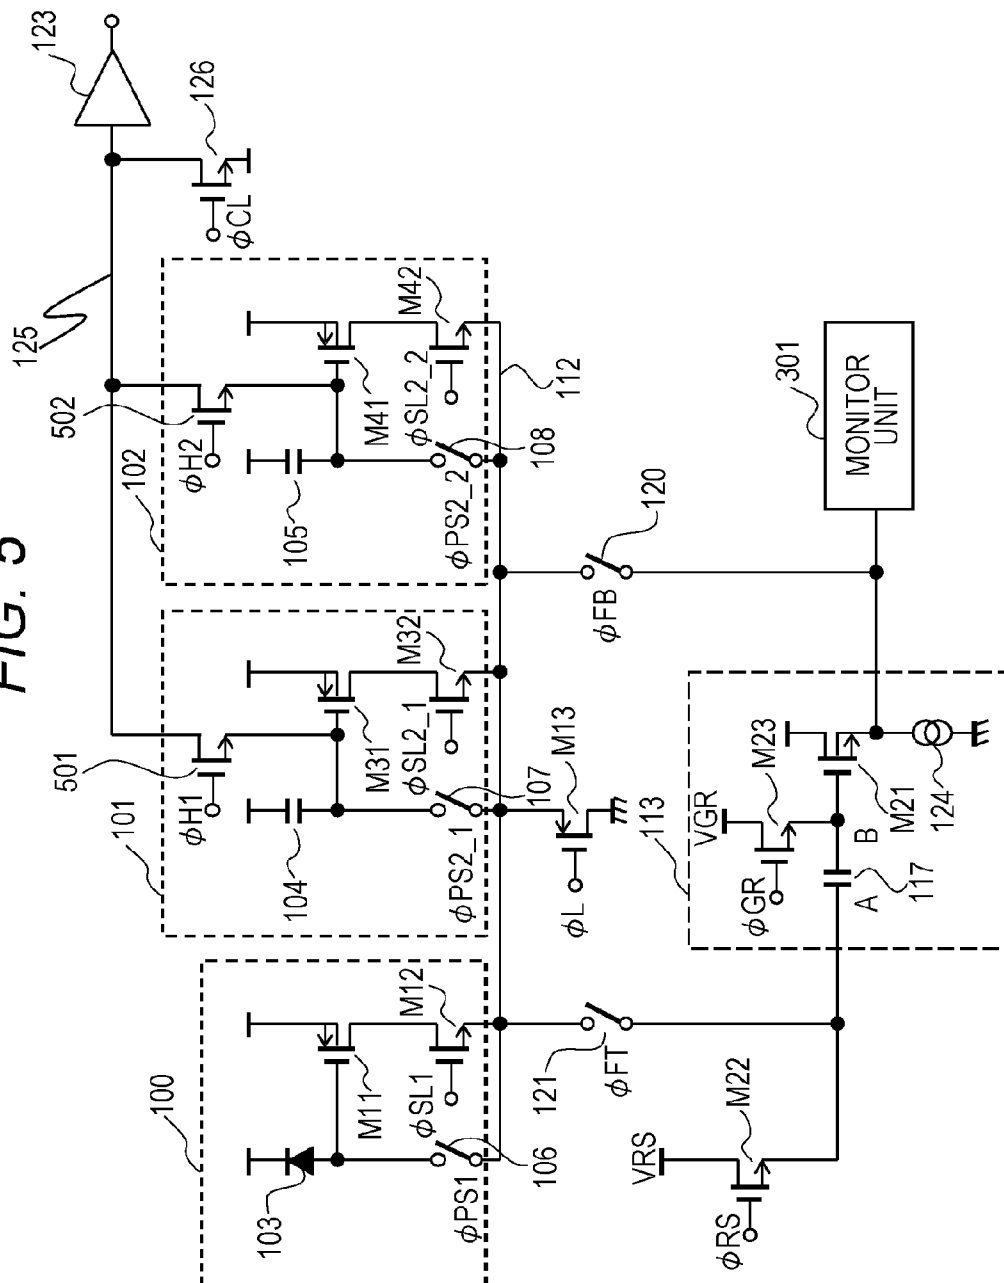 FIG. 5
125
123
501
502
102
101
100
φH1
φH2
126
φCL
103
104
105
M11
M31
M41
M12
M32
M42
φSL1
φSL2_1
φSL2_2
φPS1
φPS2_1
φPS2_2
106
107
108
112
121
φL
M13
φFT
φFB
120
113
VRS
VGR
φRS
M22
φGR
M23
301
MONITOR
UNIT
A
B
M21
117
124